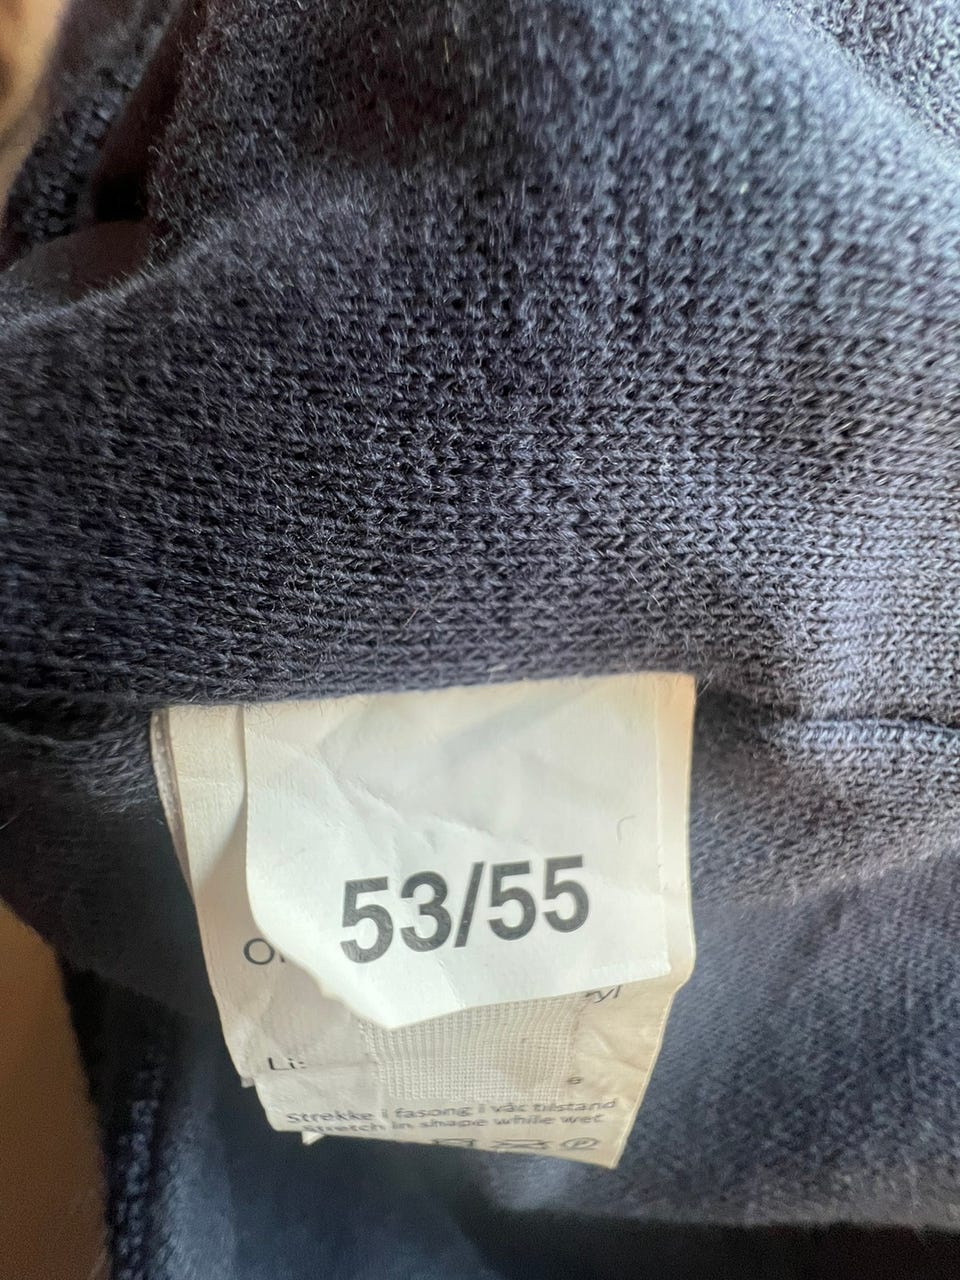 53/55
Strekke i fasong i våt tilstand
Stretch in shape while wet